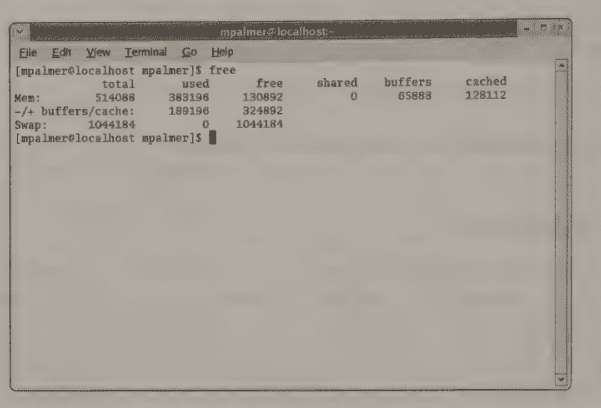 mpalmer@localhost:~
File Edit View Terminal Go Help
[mpalmer@localhost mpalmer]$ free
total used free shared buffers cached
Mem: 514088 383196 130892 0 65888 128112
-/+ buffers/cache: 189196 324892
Swap: 1044184 0 1044184
[mpalmer@localhost mpalmer]$